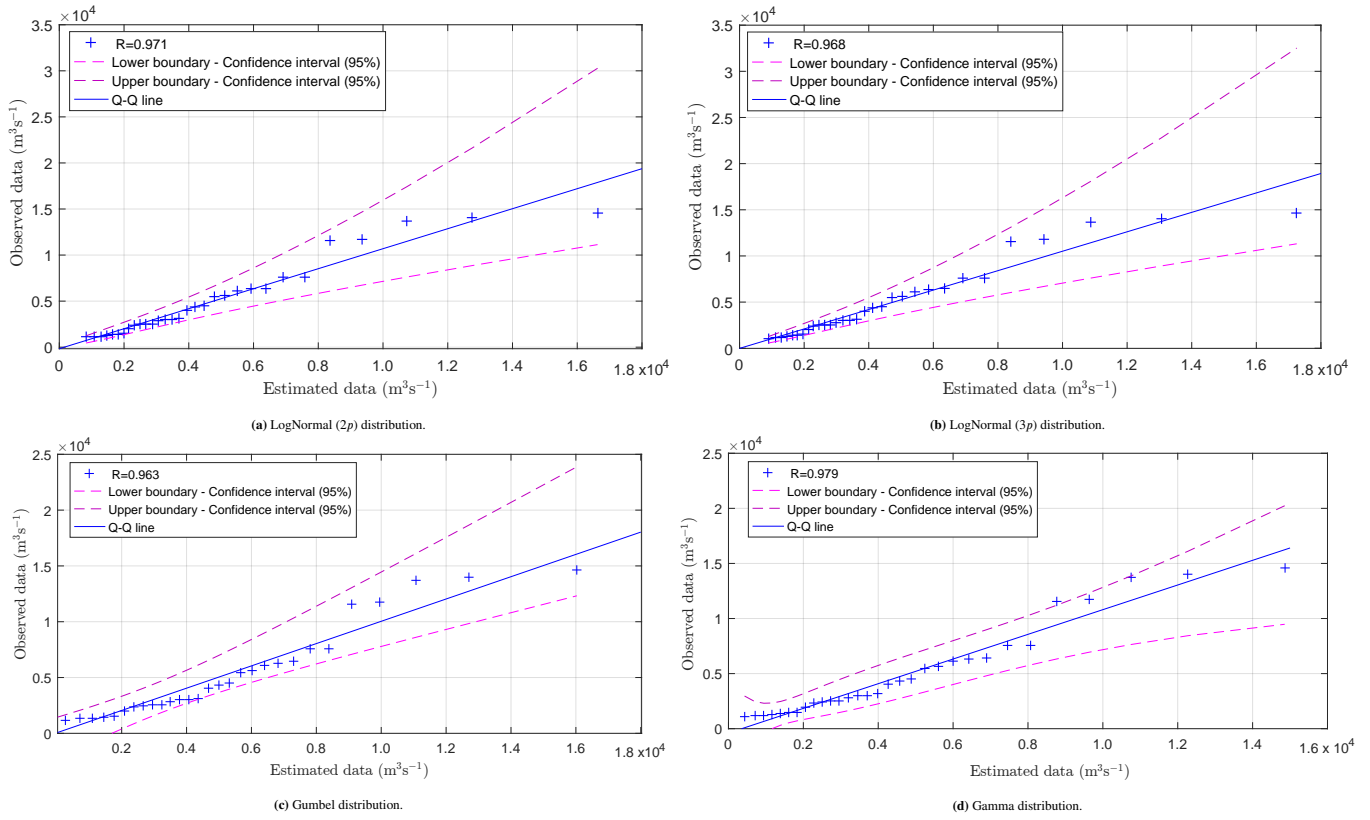 ×10⁴
3.5
3
2.5
2
1.5
1
0.5
0
Observed data (m³s⁻¹)
R=0.971
Lower boundary - Confidence interval (95%)
Upper boundary - Confidence interval (95%)
Q-Q line
0 0.2 0.4 0.6 0.8 1.0 1.2 1.4 1.6 1.8 x10⁴
Estimated data (m³s⁻¹)
(a) LogNormal (2p) distribution.
×10⁴
3.5
3
2.5
2
1.5
1
0.5
0
Observed data (m³s⁻¹)
R=0.968
Lower boundary - Confidence interval (95%)
Upper boundary - Confidence interval (95%)
Q-Q line
0 0.2 0.4 0.6 0.8 1.0 1.2 1.4 1.6 1.8 x10⁴
Estimated data (m³s⁻¹)
(b) LogNormal (3p) distribution.
×10⁴
2.5
2
1.5
1
0.5
0
Observed data (m³s⁻¹)
R=0.963
Lower boundary - Confidence interval (95%)
Upper boundary - Confidence interval (95%)
Q-Q line
0.2 0.4 0.6 0.8 1.0 1.2 1.4 1.6 1.8 x10⁴
Estimated data (m³s⁻¹)
(c) Gumbel distribution.
×10⁴
2.5
2
1.5
1
0.5
0
Observed data (m³s⁻¹)
R=0.979
Lower boundary - Confidence interval (95%)
Upper boundary - Confidence interval (95%)
Q-Q line
0 0.2 0.4 0.6 0.8 1.0 1.2 1.4 1.6 x 10⁴
Estimated data (m³s⁻¹)
(d) Gamma distribution.